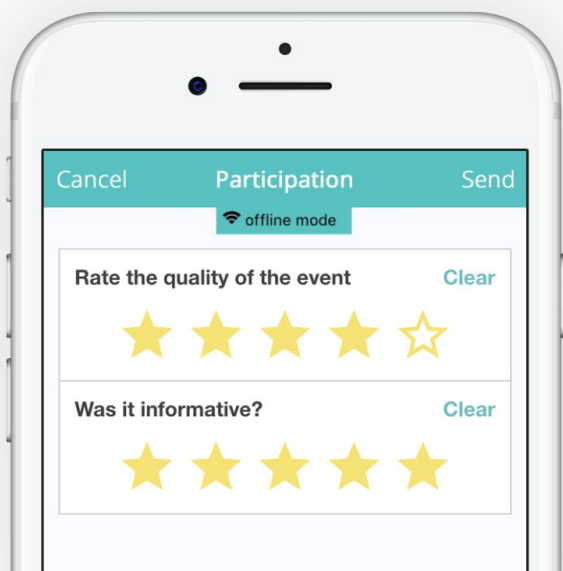 Cancel Participation Send
offline mode
Rate the quality of the event Clear
Was it informative? Clear